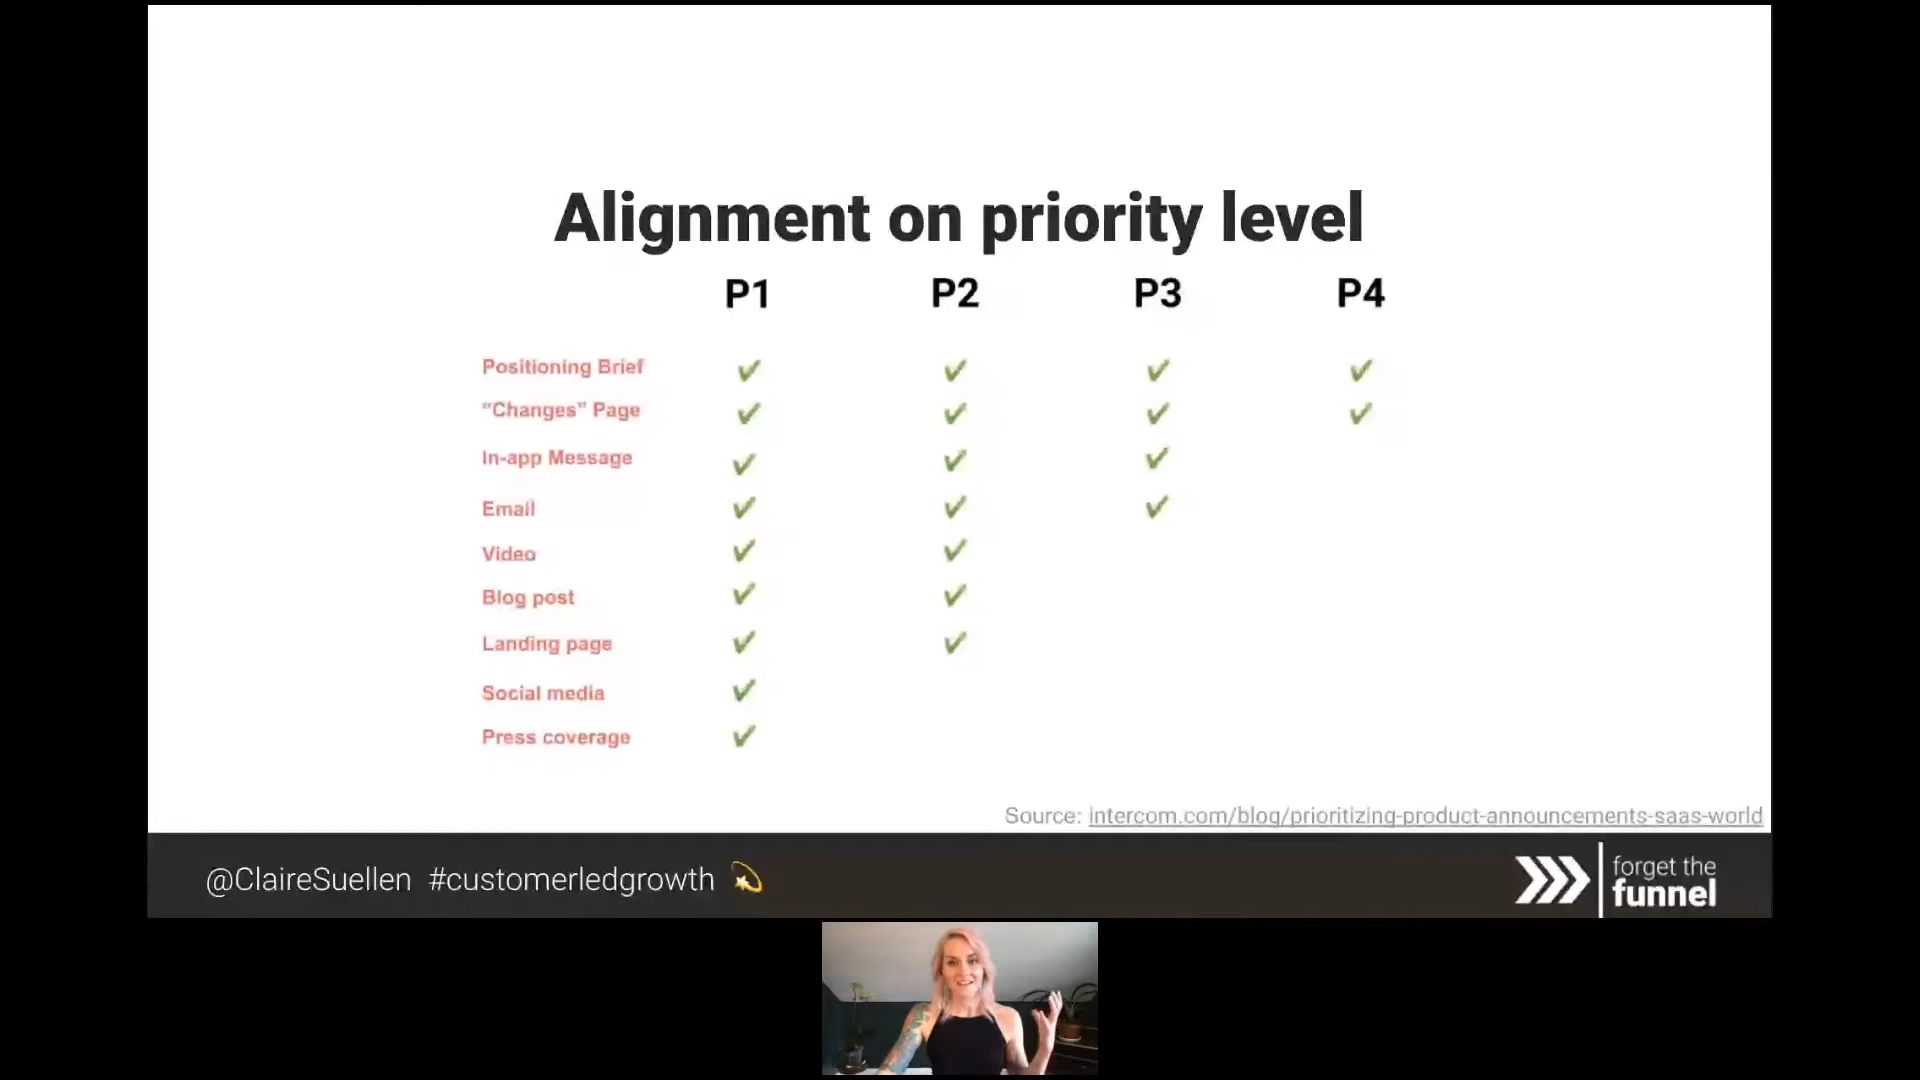 Alignment on priority level
P1 P2 P3 P4
Positioning Brief ✔ ✔ ✔ ✔
“Changes” Page ✔ ✔ ✔ ✔
In-app Message ✔ ✔ ✔
Email ✔ ✔ ✔
Video ✔ ✔
Blog post ✔ ✔
Landing page ✔ ✔
Social media ✔
Press coverage ✔
Source: intercom.com/blog/prioritizing-product-announcements-saas-world
@ClaireSuellen #customerledgrowth 💫
forget the
funnel